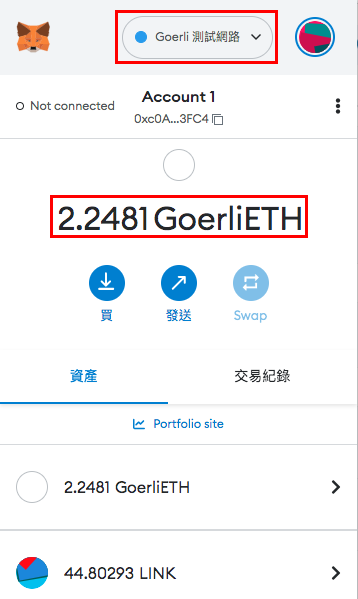 Goerli 測試網路
Not connected
Account 1
0xc0A...3FC4
2.2481 GoerliETH
買
發送
Swap
資產
交易紀錄
Portfolio site
2.2481 GoerliETH
44.80293 LINK